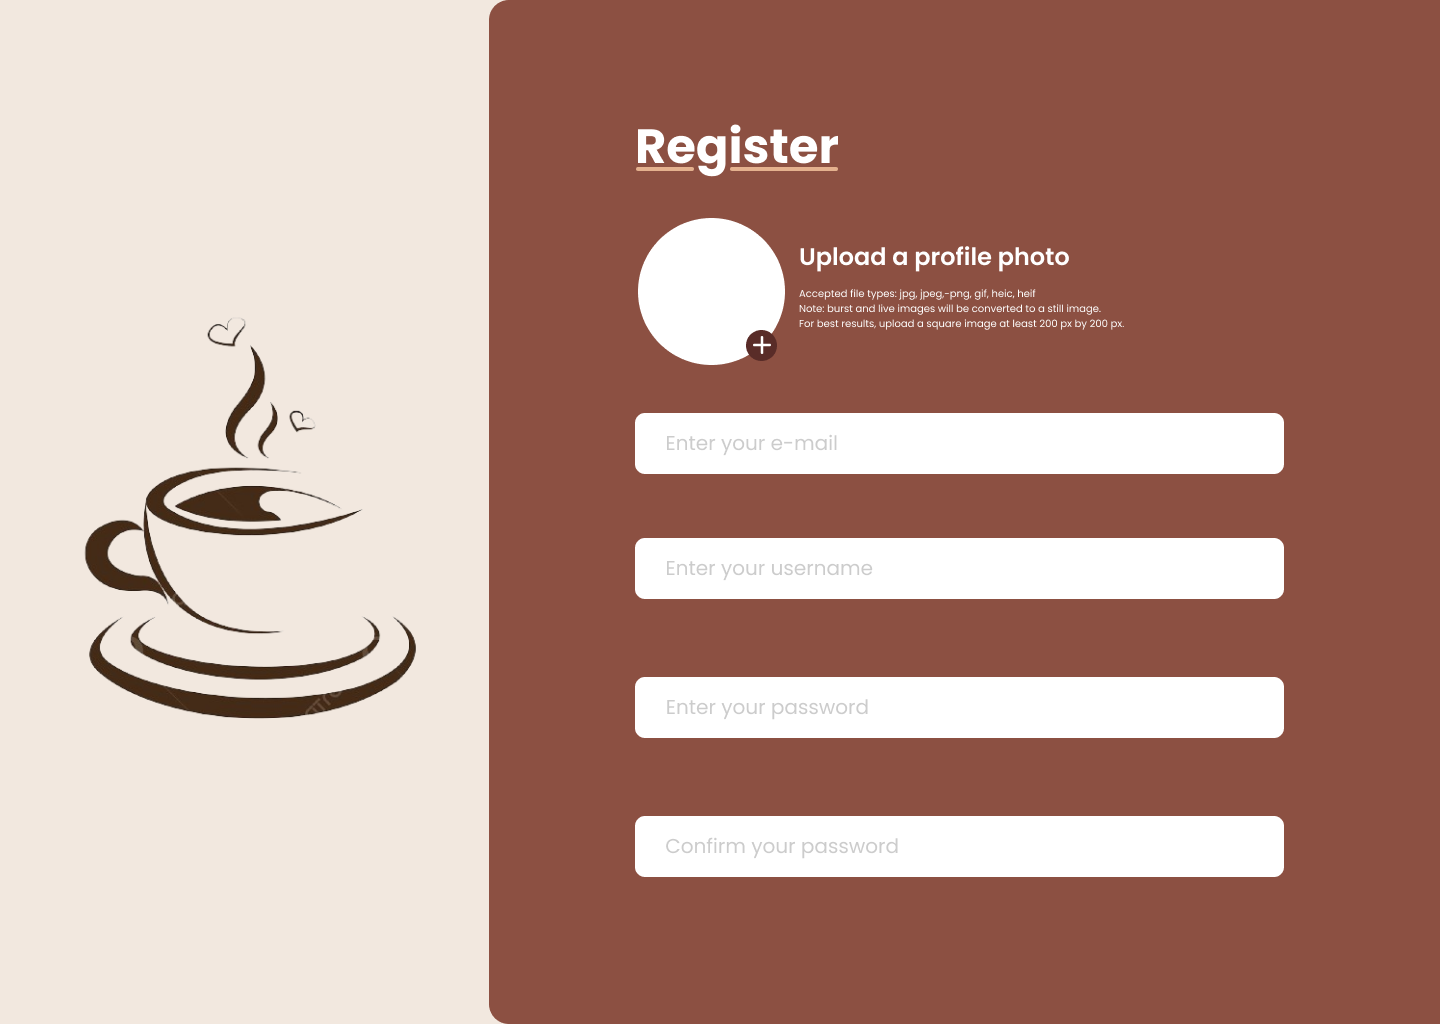 Register
Upload a profile photo
Accepted file types: jpg, jpeg,-png, gif, heic, heif
Note: burst and live images will be converted to a still image.
For best results, upload a square image at least 200 px by 200 px.
Enter your e-mail
Enter your username
Enter your password
Confirm your password